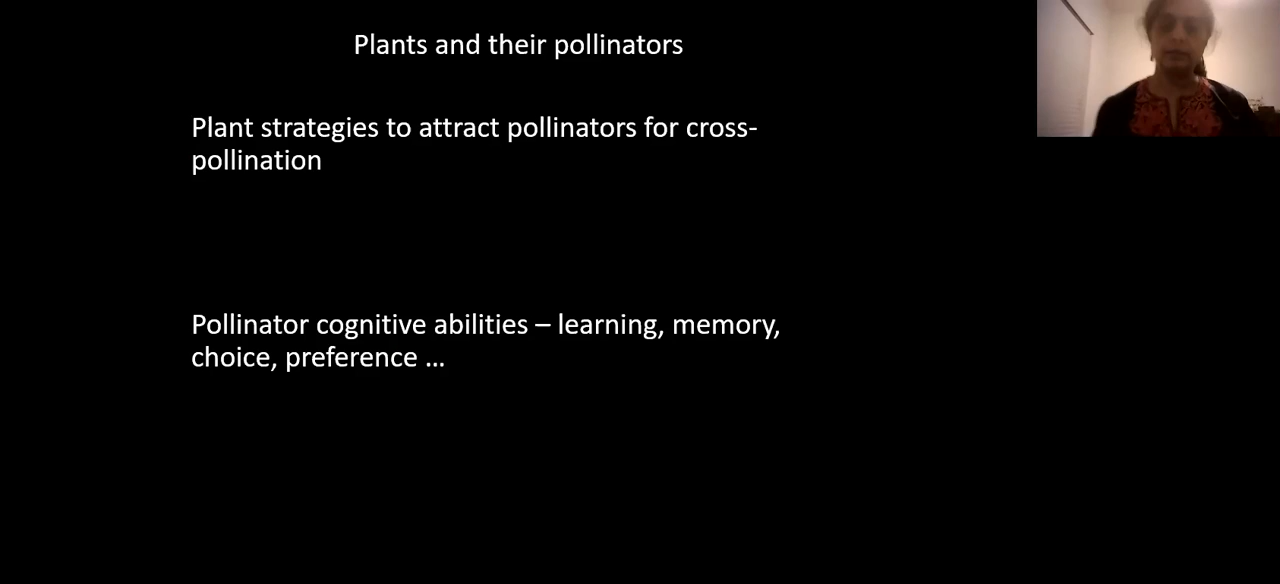 Plants and their pollinators
Plant strategies to attract pollinators for cross-
pollination
Pollinator cognitive abilities – learning, memory,
choice, preference ...